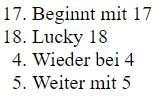 17. Beginnt mit 17
18. Lucky 18
4. Wieder bei 4
5. Weiter mit 5